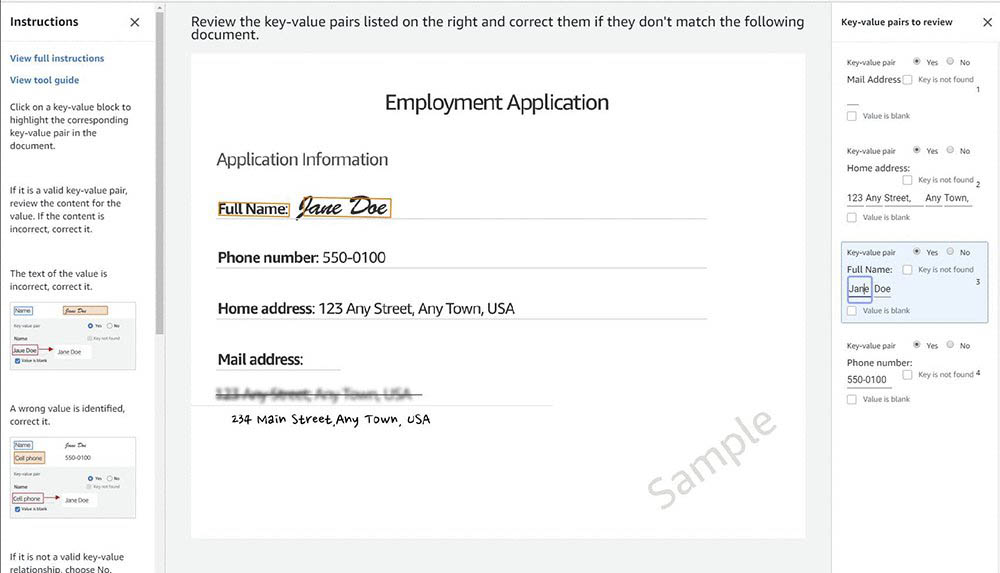 Instructions
View full instructions
View tool guide
Click on a key-value block to
highlight the corresponding
key-value pair in the
document.
If it is a valid key-value pair,
review the content for the
value. If the content is
incorrect, correct it.
The text of the value is
incorrect, correct it.
Name Jane Doe
Key-value pair Yes No
Name Key not found
Jane Doe Jane Doe
Value is blank
A wrong value is identified,
correct it.
Name Jane Doe
Cell phone 550-0100
Key-value pair
Yes No
Name Key not found
Cell phone Jane Doe
Value is blank
If it is not a valid key-value
relationship, choose No.
Review the key-value pairs listed on the right and correct them if they don't match the following
document.
Employment Application
Application Information
Full Name: Jane Doe
Phone number: 550-0100
Home address: 123 Any Street, Any Town, USA
Mail address:
123 Any Street, Any Town, USA
234 Main Street,Any Town, USA
Sample
Key-value pairs to review
Key-value pair Yes No
Mail Address Key is not found
1
Value is blank
Key-value pair Yes No
Home address:
Key is not found 2
123 Any Street, Any Town,
Value is blank
Key-value pair Yes No
Full Name: Key is not found
3
Jane Doe
Value is blank
Key-value pair Yes No
Phone number:
Key is not found 4
550-0100
Value is blank